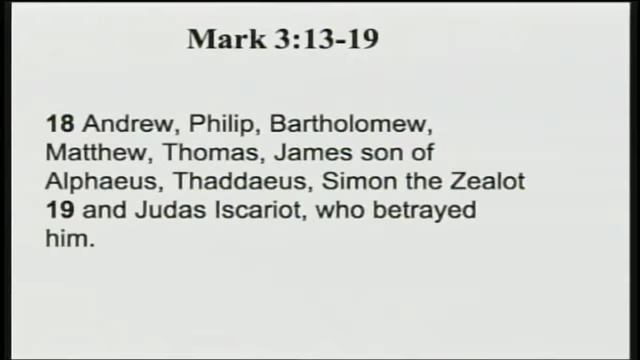 Mark 3:13-19
18 Andrew, Philip, Bartholomew,
Matthew, Thomas, James son of
Alphaeus, Thaddaeus, Simon the Zealot
19 and Judas Iscariot, who betrayed
him.